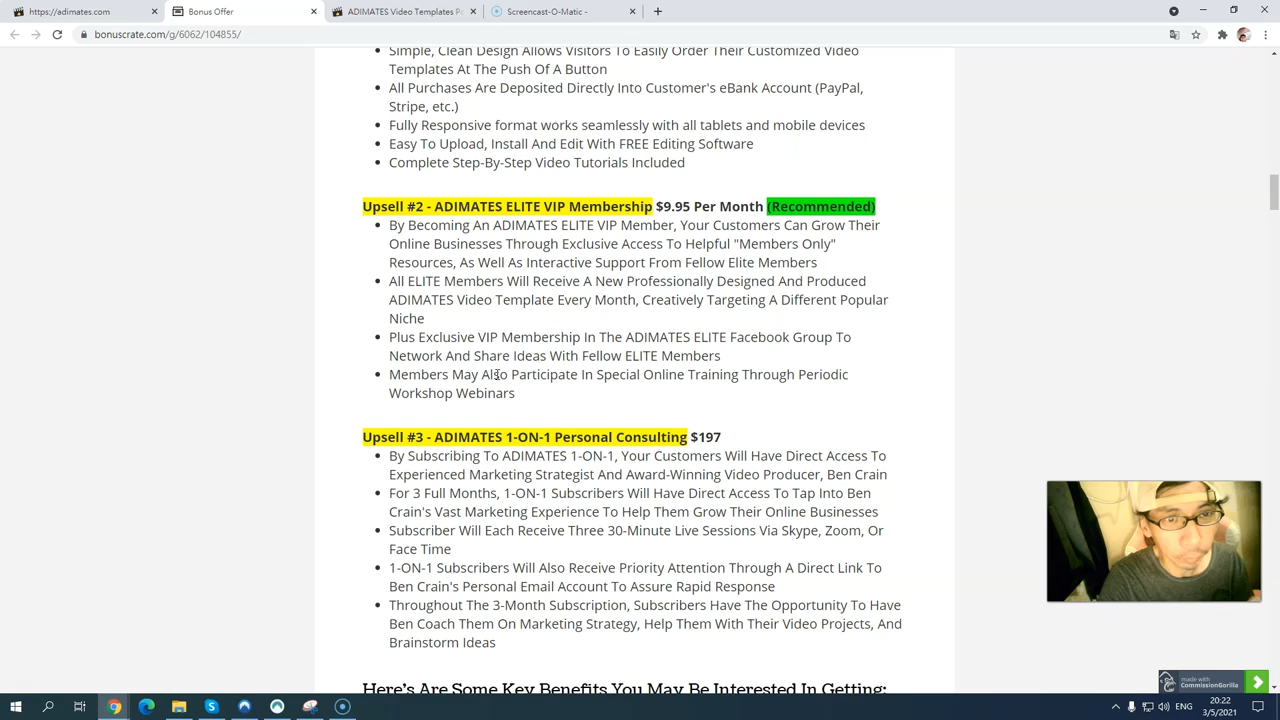 https://adimates.com
Bonus Offer
ADIMATES Video Templates Pe
Screencast-O-Matic -
bonuscrate.com/g/6062/104855/
Simple, Clean Design Allows Visitors To Easily Order Their Customized Video
Templates At The Push Of A Button
All Purchases Are Deposited Directly Into Customer's eBank Account (PayPal,
Stripe, etc.)
Fully Responsive format works seamlessly with all tablets and mobile devices
Easy To Upload, Install And Edit With FREE Editing Software
Complete Step-By-Step Video Tutorials Included
Upsell #2 - ADIMATES ELITE VIP Membership $9.95 Per Month (Recommended)
By Becoming An ADIMATES ELITE VIP Member, Your Customers Can Grow Their
Online Businesses Through Exclusive Access To Helpful "Members Only"
Resources, As Well As Interactive Support From Fellow Elite Members
All ELITE Members Will Receive A New Professionally Designed And Produced
ADIMATES Video Template Every Month, Creatively Targeting A Different Popular
Niche
Plus Exclusive VIP Membership In The ADIMATES ELITE Facebook Group To
Network And Share Ideas With Fellow ELITE Members
Members May Also Participate In Special Online Training Through Periodic
Workshop Webinars
Upsell #3 - ADIMATES 1-ON-1 Personal Consulting $197
By Subscribing To ADIMATES 1-ON-1, Your Customers Will Have Direct Access To
Experienced Marketing Strategist And Award-Winning Video Producer, Ben Crain
For 3 Full Months, 1-ON-1 Subscribers Will Have Direct Access To Tap Into Ben
Crain's Vast Marketing Experience To Help Them Grow Their Online Businesses
Subscriber Will Each Receive Three 30-Minute Live Sessions Via Skype, Zoom, Or
Face Time
1-ON-1 Subscribers Will Also Receive Priority Attention Through A Direct Link To
Ben Crain's Personal Email Account To Assure Rapid Response
Throughout The 3-Month Subscription, Subscribers Have The Opportunity To Have
Ben Coach Them On Marketing Strategy, Help Them With Their Video Projects, And
Brainstorm Ideas
Here's Are Some Key Benefits You May Be Interested In Getting:
made with
CommissionGorilla
ENG
20:22
3/5/2021